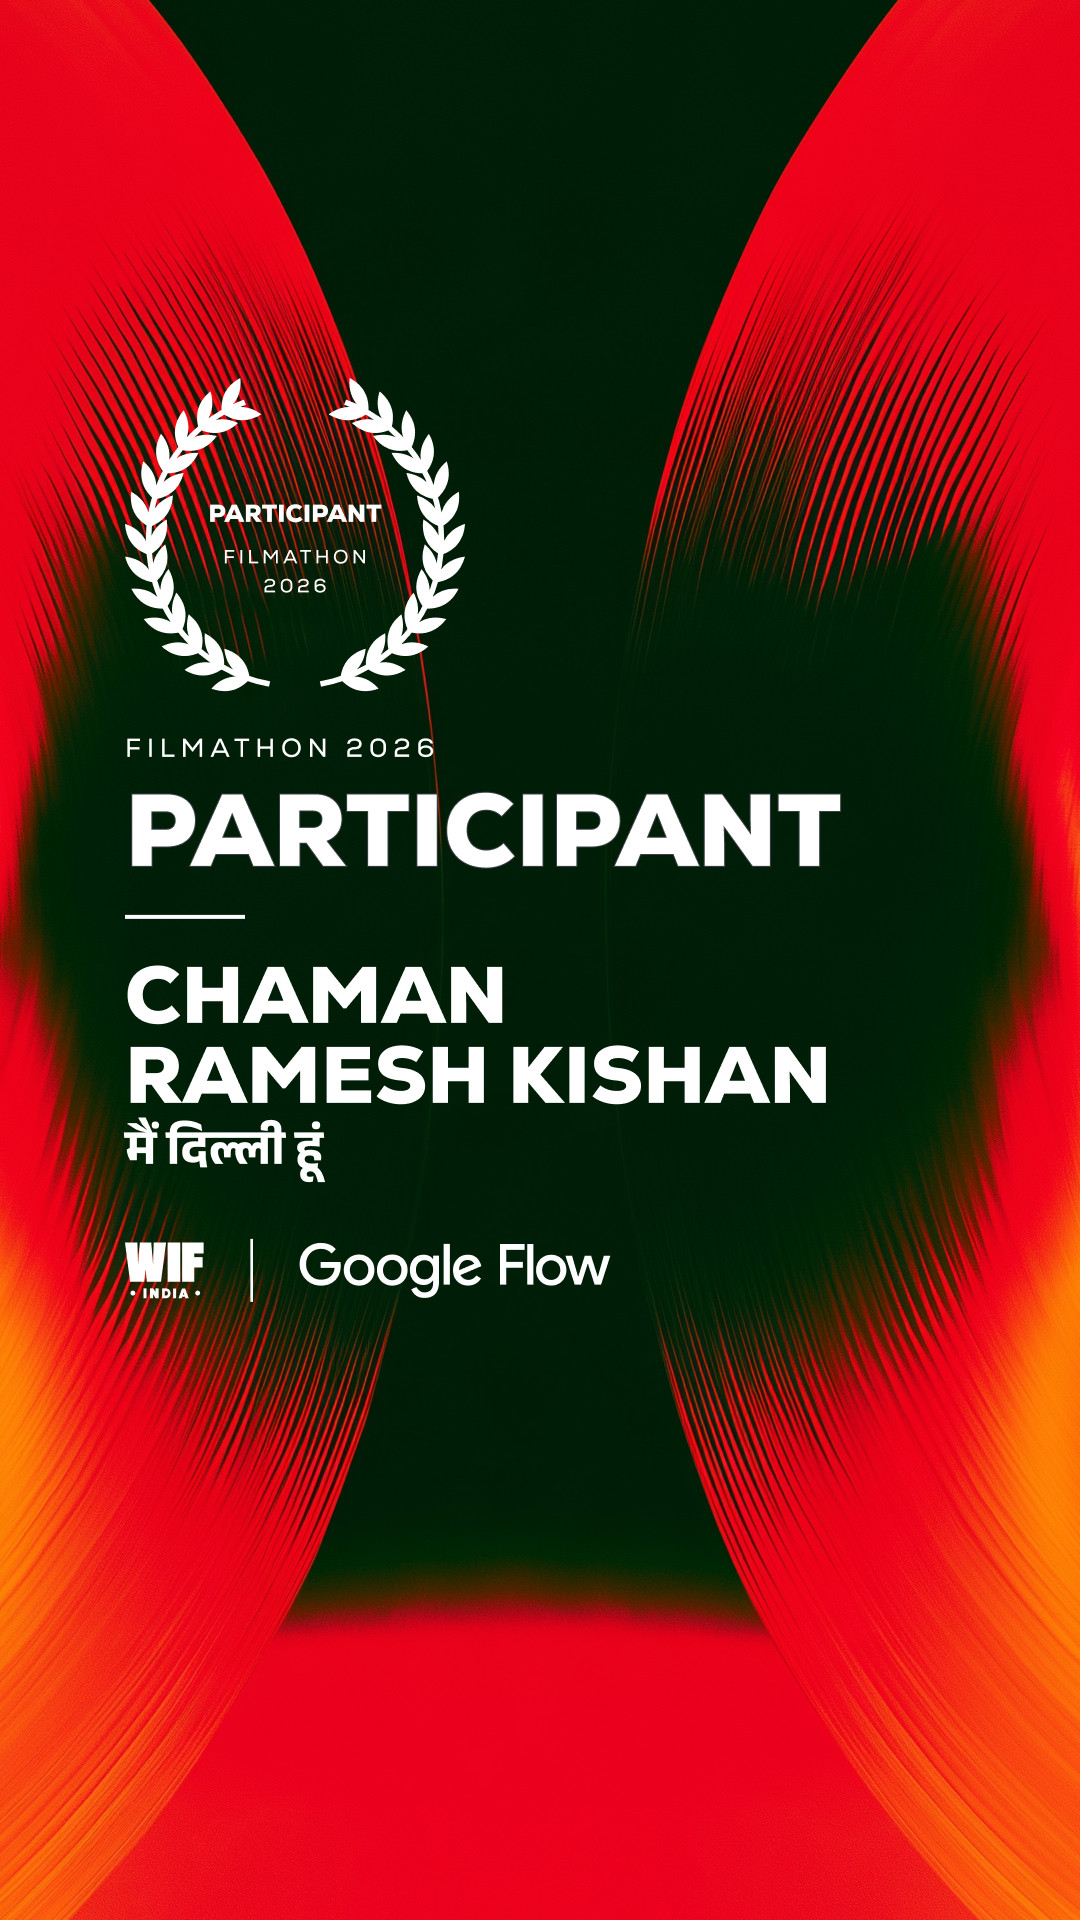 PARTICIPANT
FILMATHON
2026
FILMATHON 2026
PARTICIPANT
CHAMAN
RAMESH KISHAN
मैं दिल्ली हूं
WIF
• INDIA •
Google Flow